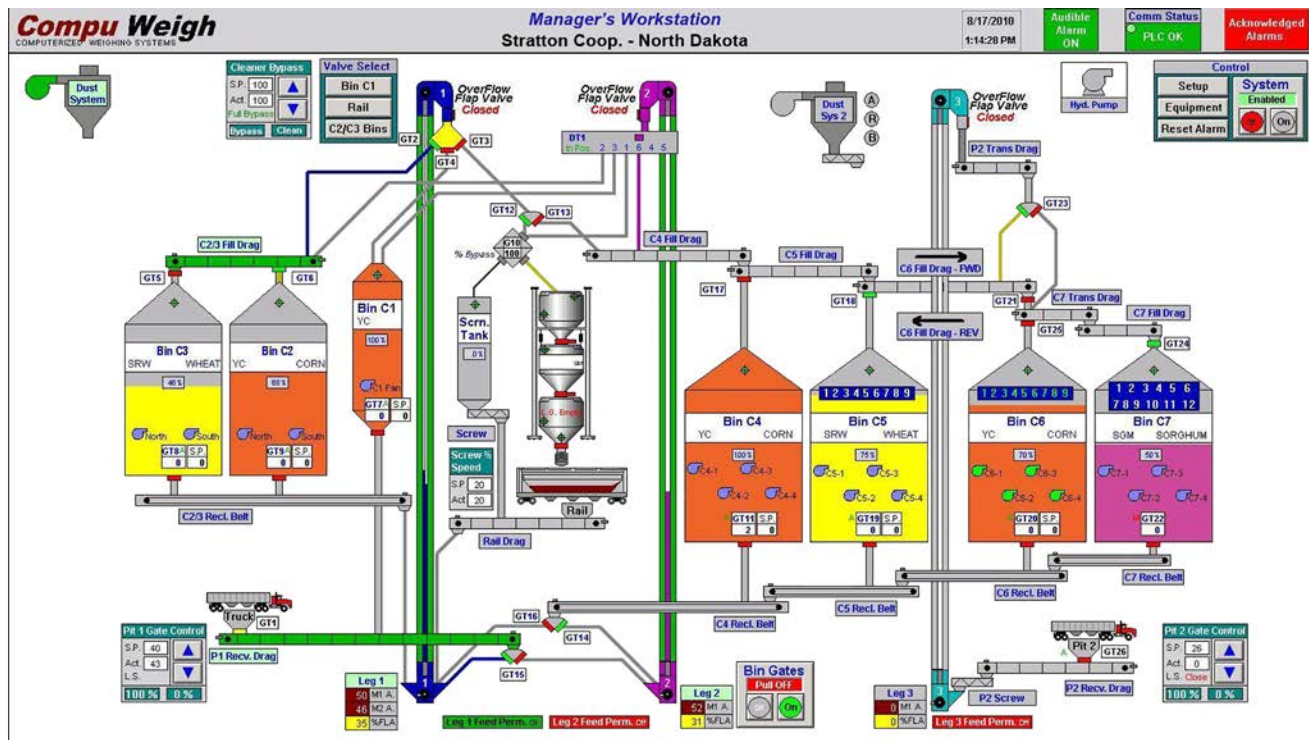 Compu Weigh
COMPUTERIZED WEIGHING SYSTEMS
Manager's Workstation
Stratton Coop. - North Dakota
8/17/2010
1:14:28 PM
Audible
Alarm
ON
Comm Status
PLC OK
Acknowledged
Alarms
Dust
System
Cleaner Bypass
S.P. 100
Act. 100
Full Bypass
Bypass Clean
Valve Select
Bin C1
Rail
C2/C3 Bins
1
OverFlow
Flap Valve
Closed
GT2
GT3
GT4
OverFlow
Flap Valve
Closed
2
DT1
In Pos. 2 3 1 6 4 5
Dust
Sys 2
A
R
B
3
OverFlow
Flap Valve
Closed
Hyd. Pump
Control
Setup
Equipment
Reset Alarm
System
Enabled
Off On
P2 Trans Drag
GT23
GT12
GT13
G10
100
% Bypass
C2/3 Fill Drag
GT5
GT6
C4 Fill Drag
C5 Fill Drag
GT17
GT18
C6 Fill Drag - FWD
C6 Fill Drag - REV
GT21
C7 Trans Drag
GT25
C7 Fill Drag
GT24
Bin C3
SRW WHEAT
46%
North South
GT8 A S.P.
0 0
Bin C2
YC CORN
68%
North South
GT9 A S.P.
0 0
Bin C1
YC
100%
C1 Fan
GT7 A S.P.
0 0
Scrn.
Tank
0%
L.O. Empty
Screw
Screw %
Speed
S.P. 20
Act. 20
Rail
Rail Drag
Bin C4
YC CORN
100%
C4-1 C4-3
C4-2 C4-4
A GT11 S.P.
2 0
1 2 3 4 5 6 7 8 9
Bin C5
SRW WHEAT
75%
C5-1 C5-3
C5-2 C5-4
A GT19 S.P.
0 0
1 2 3 4 5 6 7 8 9
Bin C6
YC CORN
70%
C6-1 C6-3
C6-2 C6-4
A GT20 S.P.
0 0
1 2 3 4 5 6
7 8 9 10 11 12
Bin C7
SGM SORGHUM
50%
C7-1 C7-3
C7-2 C7-4
M GT22
0
C2/3 Recl. Belt
C7 Recl. Belt
C6 Recl. Belt
C5 Recl. Belt
C4 Recl. Belt
Truck
GT1
P1 Recv. Drag
Pit 1 Gate Control
S.P. 40
Act. 43
L.S.
100 % 0 %
GT16
GT14
GT15
1
2
3
Leg 1
50 M1 A.
46 M2 A.
35 %FLA
Leg 1 Feed Perm. Off
Leg 2 Feed Perm. Off
Leg 2
52 M1 A.
31 %FLA
Bin Gates
Pull OFF
Off On
Leg 3
0 M1 A.
0 %FLA
Leg 3 Feed Perm. Off
P2 Screw
Pit 2
A
GT26
P2 Recv. Drag
Pit 2 Gate Control
S.P. 26
Act. 0
L.S. Close
100 % 0 %